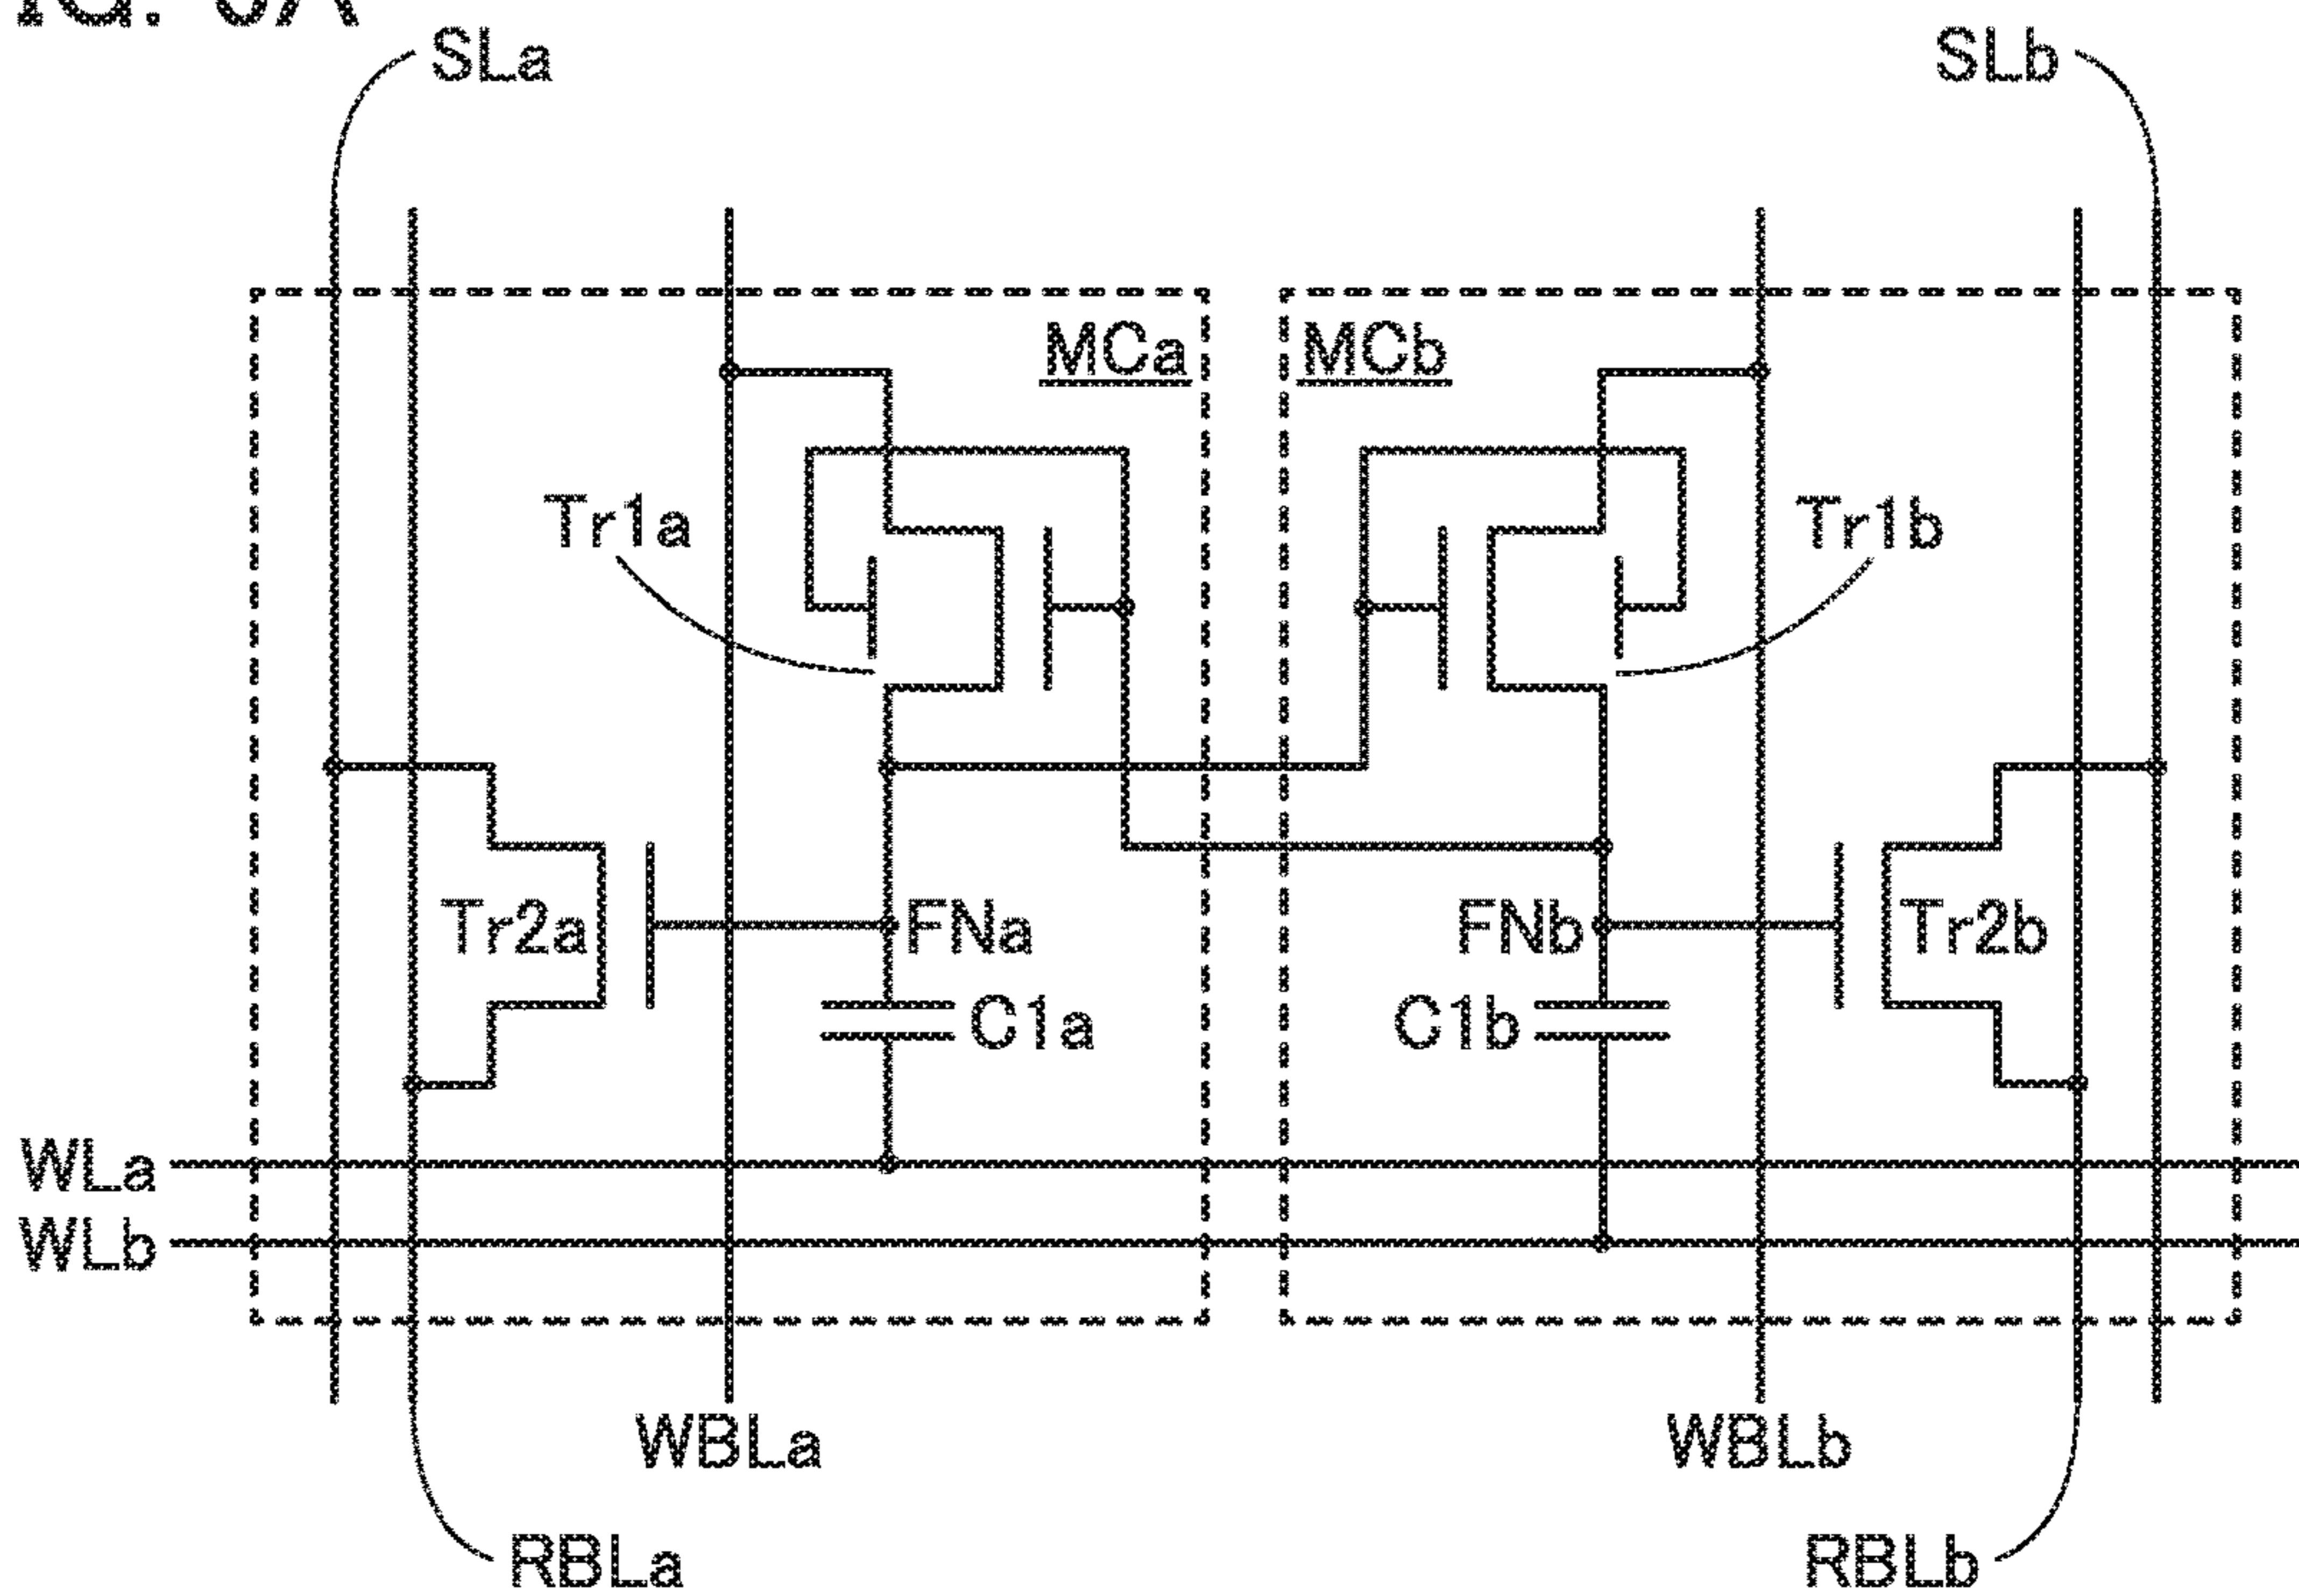 SLa
SLb
MCa
MCb
Tr1a
Tr1b
Tr2a
FNa
FNb
Tr2b
C1a
C1b
WLa
WLb
WBLa
WBLb
RBLa
RBLb